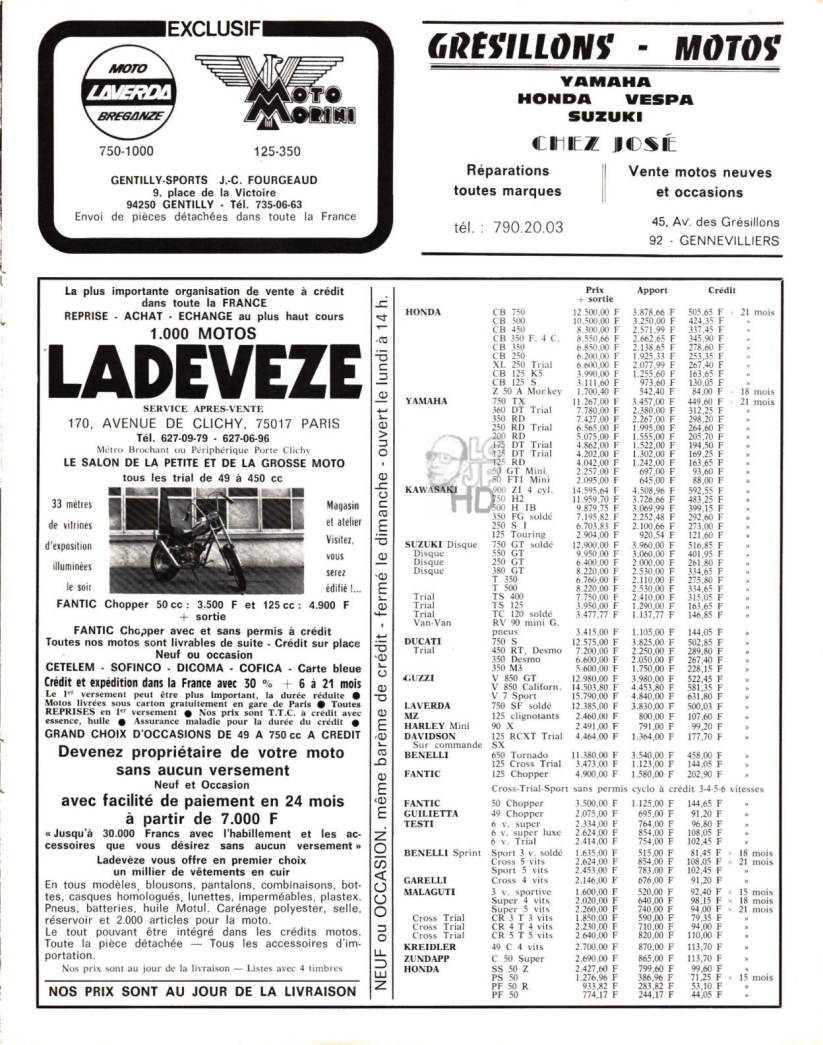 EXCLUSIF
MOTO
LAVERDA
BREGANZE
MOTO
MORINI
750-1000
125-350
GENTILLY-SPORTS J.-C. FOURGEAUD
9, place de la Victoire
94250 GENTILLY - Tél. 735-06-63
Envoi de pièces détachées dans toute la France
GRÉSILLONS - MOTOS
YAMAHA
HONDA VESPA
SUZUKI
CHEZ JOSÉ
Réparations
toutes marques
Vente motos neuves
et occasions
tél. : 790.20.03
45, Av. des Grésillons
92 - GENNEVILLIERS
La plus importante organisation de vente à crédit
dans toute la FRANCE
REPRISE - ACHAT - ECHANGE au plus haut cours
1.000 MOTOS
LADEVEZE
SERVICE APRES-VENTE
170, AVENUE DE CLICHY, 75017 PARIS
Tél. 627-09-79 - 627-06-96
Métro Brochant ou Périphérique Porte Clichy
LE SALON DE LA PETITE ET DE LA GROSSE MOTO
tous les trial de 49 à 450 cc
33 mètres
de vitrines
d'exposition
illuminées
le soir
Magasin
et atelier
Visitez,
vous
serez
édifié !...
FANTIC Chopper 50 cc : 3.500 F et 125 cc : 4.900 F
+ sortie
FANTIC Chopper avec et sans permis à crédit
Toutes nos motos sont livrables de suite - Crédit sur place
Neuf ou occasion
CETELEM - SOFINCO - DICOMA - COFICA - Carte bleue
Crédit et expédition dans la France avec 30 % + 6 à 21 mois
Le 1er versement peut être plus important, la durée réduite ●
Motos livrées sous carton gratuitement en gare de Paris ● Toutes
REPRISES en 1er versement ● Nos prix sont T.T.C. à crédit avec
essence, huile ● Assurance maladie pour la durée du crédit ●
GRAND CHOIX D'OCCASIONS DE 49 A 750 cc A CREDIT
Devenez propriétaire de votre moto
sans aucun versement
Neuf et Occasion
avec facilité de paiement en 24 mois
à partir de 7.000 F
« Jusqu'à 30.000 Francs avec l'habillement et les ac-
cessoires que vous désirez sans aucun versement »
Ladevèze vous offre en premier choix
un millier de vêtements en cuir
En tous modèles, blousons, pantalons, combinaisons, bot-
tes, casques homologués, lunettes, imperméables, plastex.
Pneus, batteries, huile Motul. Carénage polyester, selle,
réservoir et 2.000 articles pour la moto.
Le tout pouvant être intégré dans les crédits motos.
Toute la pièce détachée — Tous les accessoires d'im-
portation.
Nos prix sont au jour de la livraison — Listes avec 4 timbres
NOS PRIX SONT AU JOUR DE LA LIVRAISON
NEUF ou OCCASION. même barème de crédit - fermé le dimanche - ouvert le lundi à 14 h.
Prix Apport Crédit
+ sortie
HONDA CB 750 12.500,00 F 3.878,66 F 505,65 F × 21 mois
CB 500 10.500,00 F 3.250,00 F 424,35 F »
CB 450 8.300,00 F 2.571,99 F 337,45 F »
CB 350 F. 4 C. 8.550,66 F 2.662,65 F 345,90 F »
CB 350 6.850,00 F 2.138,65 F 278,60 F »
CB 250 6.200,00 F 1.925,33 F 253,35 F »
XL 250 Trial 6.600,00 F 2.077,99 F 267,40 F »
CB 125 K5 3.990,00 F 1.255,60 F 163,65 F »
CB 125 S 3.111,60 F 973,60 F 130,05 F »
Z 50 A Monkey 1.700,40 F 542,40 F 84,00 F × 18 mois
YAMAHA 750 TX 11.267,00 F 3.457,00 F 449,60 F × 21 mois
360 DT Trial 7.780,00 F 2.380,00 F 312,25 F »
350 RD 7.427,00 F 2.267,00 F 298,20 F »
250 RD Trial 6.565,00 F 1.995,00 F 264,60 F »
200 RD 5.075,00 F 1.555,00 F 205,70 F »
175 DT Trial 4.862,00 F 1.522,00 F 194,50 F »
125 DT Trial 4.202,00 F 1.302,00 F 169,25 F »
125 RD 4.042,00 F 1.242,00 F 163,65 F »
50 GT Mini 2.257,00 F 697,00 F 93,60 F »
50 FTI Mini 2.095,00 F 645,00 F 88,00 F »
KAWASAKI 900 ZI 4 cyl. 14.595,64 F 4.508,96 F 592,55 F »
750 H2 11.959,70 F 3.726,66 F 483,25 F »
500 H IB 9.879,75 F 3.069,99 F 399,15 F »
350 FG soldé 7.195,82 F 2.252,48 F 292,60 F »
250 S I 6.703,83 F 2.100,66 F 273,00 F »
125 Touring 2.904,00 F 920,54 F 121,60 F »
SUZUKI Disque 750 GT soldé 12.900,00 F 3.960,00 F 516,85 F »
Disque 550 GT 9.950,00 F 3.060,00 F 401,95 F »
Disque 250 GT 6.400,00 F 2.000,00 F 261,80 F »
Disque 380 GT 8.220,00 F 2.530,00 F 334,65 F »
T 350 6.760,00 F 2.110,00 F 275,80 F »
T 500 8.220,00 F 2.530,00 F 334,65 F »
Trial TS 400 7.750,00 F 2.410,00 F 315,05 F »
Trial TS 125 3.950,00 F 1.290,00 F 163,65 F »
Trial TC 120 soldé 3.477,77 F 1.137,77 F 146,85 F »
Van-Van RV 90 mini G.
pneus 3.415,00 F 1.105,00 F 144,05 F »
DUCATI 750 S 12.575,00 F 3.825,00 F 502,85 F »
Trial 450 RT, Desmo 7.200,00 F 2.250,00 F 289,80 F »
350 Desmo 6.600,00 F 2.050,00 F 267,40 F »
350 M3 5.600,00 F 1.750,00 F 228,15 F »
GUZZI V 850 GT 12.980,00 F 3.980,00 F 522,45 F »
V 850 Californ. 14.503,80 F 4.453,80 F 581,35 F »
V 7 Sport 15.790,00 F 4.840,00 F 631,80 F »
LAVERDA 750 SF soldé 12.385,00 F 3.830,00 F 500,03 F »
MZ 125 clignotants 2.460,00 F 800,00 F 107,60 F »
HARLEY Mini 90 X 2.491,00 F 791,00 F 99,20 F »
DAVIDSON 125 RCXT Trial 4.464,00 F 1.364,00 F 177,70 F »
Sur commande SX
BENELLI 650 Tornado 11.380,00 F 3.540,00 F 458,00 F »
125 Cross Trial 3.473,00 F 1.123,00 F 144,05 F »
FANTIC 125 Chopper 4.900,00 F 1.580,00 F 202,90 F »
Cross-Trial-Sport sans permis cyclo à crédit 3-4-5-6 vitesses
FANTIC 50 Chopper 3.500,00 F 1.125,00 F 144,65 F »
GUILIETTA 49 Chopper 2.075,00 F 695,00 F 91,20 F »
TESTI 6 v. super 2.334,00 F 764,00 F 96,80 F »
6 v. super luxe 2.624,00 F 854,00 F 108,05 F »
6 v. Trial 2.414,00 F 754,00 F 102,45 F »
BENELLI Sprint Sport 3 v. soldé 1.635,00 F 515,00 F 81,45 F × 18 mois
Cross 5 vits 2.624,00 F 854,00 F 108,05 F × 21 mois
Sport 5 vits 2.453,00 F 783,00 F 102,45 F »
GARELLI Cross 4 vits 2.146,00 F 676,00 F 91,20 F »
MALAGUTI 3 v. sportive 1.600,00 F 520,00 F 92,40 F × 15 mois
Super 4 vits 2.020,00 F 640,00 F 98,15 F × 18 mois
Super 5 vits 2.260,00 F 740,00 F 94,00 F × 21 mois
Cross Trial CR 3 T 3 vits 1.850,00 F 590,00 F 79,35 F »
Cross Trial CR 4 T 4 vits 2.230,00 F 710,00 F 94,00 F »
Cross Trial CR 5 T 5 vits 2.640,00 F 820,00 F 110,00 F »
KREIDLER 49 C 4 vits 2.700,00 F 870,00 F 113,70 F »
ZUNDAPP C 50 Super 2.690,00 F 865,00 F 113,70 F »
HONDA SS 50 Z 2.427,60 F 799,60 F 99,60 F »
PS 50 1.276,96 F 386,96 F 71,25 F × 15 mois
PF 50 R 933,82 F 283,82 F 53,10 F »
PF 50 774,17 F 244,17 F 44,05 F »